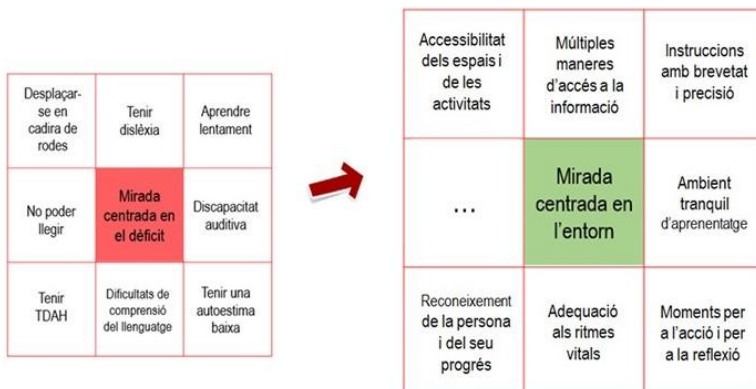 Desplaçar-
se en
cadira de
rodes
Tenir
dislèxia
Aprendre
lentament
No poder
llegir
Mirada
centrada en
el dèficit
Discapacitat
auditiva
Tenir
TDAH
Dificultats de
comprensió
del llenguatge
Tenir una
autoestima
baixa
Accessibilitat
dels espais i
de les
activitats
Múltiples
maneres
d’accés a la
informació
Instruccions
amb brevetat
i precisió
...
Mirada
centrada en
l’entorn
Ambient
tranquil
d’aprenentatge
Reconeixement
de la persona
i del seu
progrés
Adequació
als ritmes
vitals
Moments per
a l’acció i per
a la reflexió